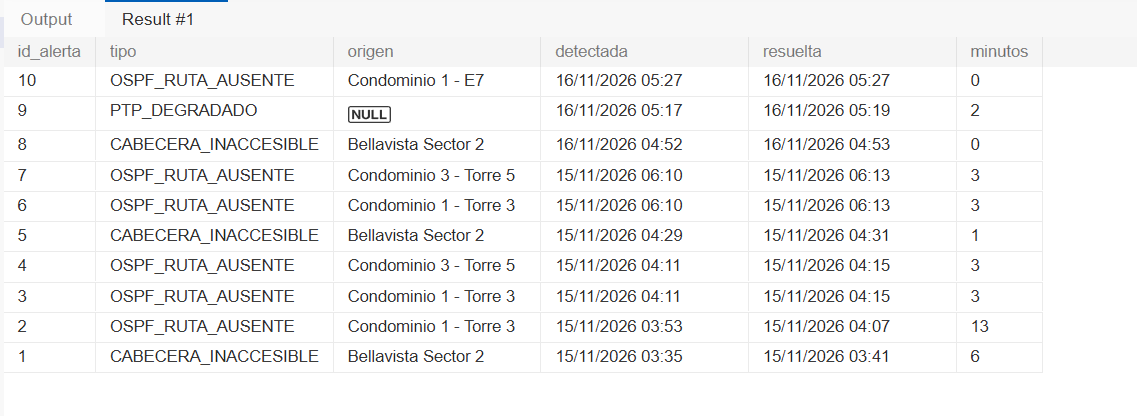 Output Result #1
id_alerta tipo origen detectada resuelta minutos
10 OSPF_RUTA_AUSENTE Condominio 1 - E7 16/11/2026 05:27 16/11/2026 05:27 0
9 PTP_DEGRADADO NULL 16/11/2026 05:17 16/11/2026 05:19 2
8 CABECERA_INACCESIBLE Bellavista Sector 2 16/11/2026 04:52 16/11/2026 04:53 0
7 OSPF_RUTA_AUSENTE Condominio 3 - Torre 5 15/11/2026 06:10 15/11/2026 06:13 3
6 OSPF_RUTA_AUSENTE Condominio 1 - Torre 3 15/11/2026 06:10 15/11/2026 06:13 3
5 CABECERA_INACCESIBLE Bellavista Sector 2 15/11/2026 04:29 15/11/2026 04:31 1
4 OSPF_RUTA_AUSENTE Condominio 3 - Torre 5 15/11/2026 04:11 15/11/2026 04:15 3
3 OSPF_RUTA_AUSENTE Condominio 1 - Torre 3 15/11/2026 04:11 15/11/2026 04:15 3
2 OSPF_RUTA_AUSENTE Condominio 1 - Torre 3 15/11/2026 03:53 15/11/2026 04:07 13
1 CABECERA_INACCESIBLE Bellavista Sector 2 15/11/2026 03:35 15/11/2026 03:41 6